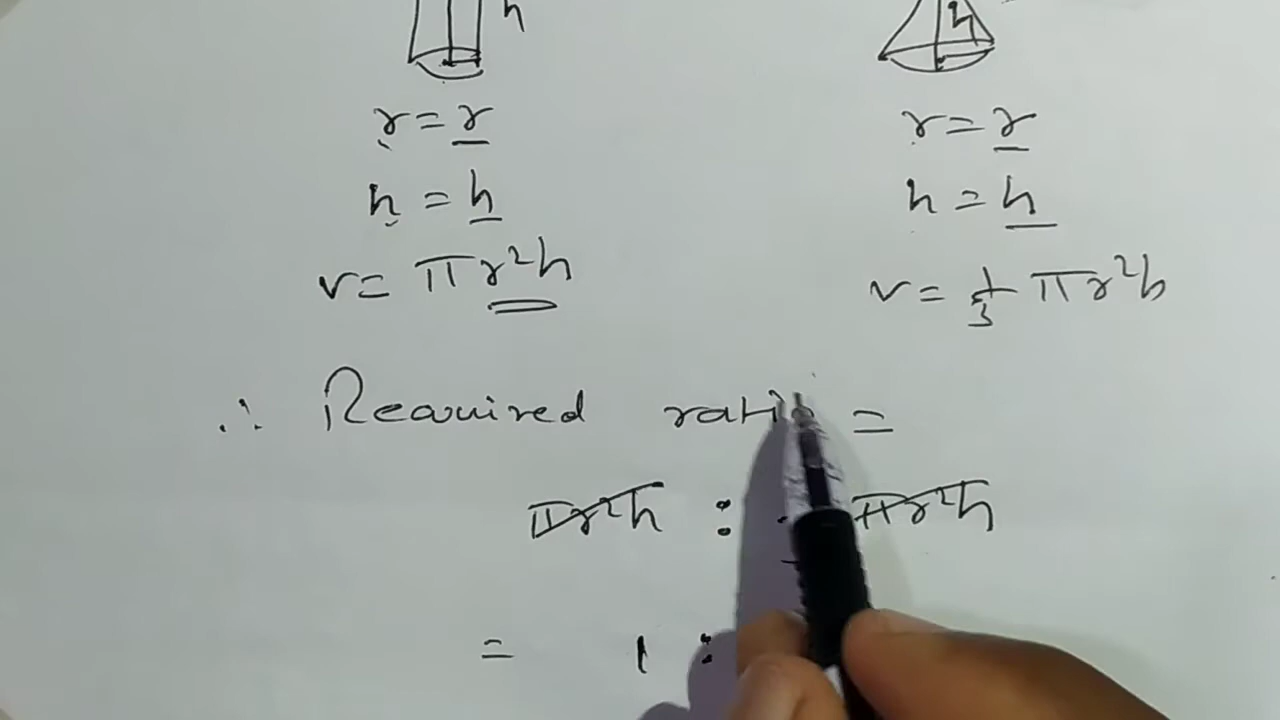 h h
r = r r = r
h = h h = h
v = πr²h v = 1/3 πr²h
∴ Required ratio =
πr²h : πr²h
= 1 :